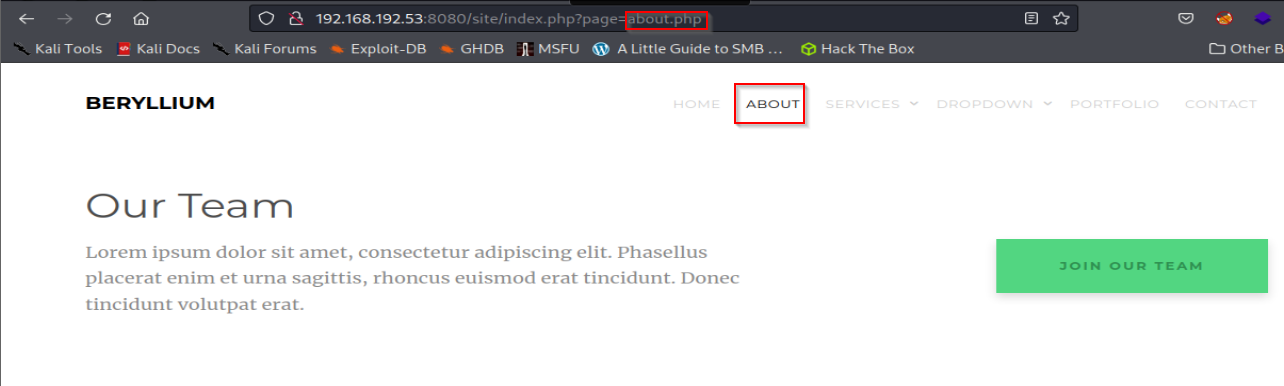 192.168.192.53:8080/site/index.php?page=about.php
Kali Tools Kali Docs Kali Forums Exploit-DB GHDB MSFU A Little Guide to SMB ... Hack The Box Other B
BERYLLIUM HOME ABOUT SERVICES DROPDOWN PORTFOLIO CONTACT
Our Team
Lorem ipsum dolor sit amet, consectetur adipiscing elit. Phasellus
placerat enim et urna sagittis, rhoncus euismod erat tincidunt. Donec
tincidunt volutpat erat.
JOIN OUR TEAM